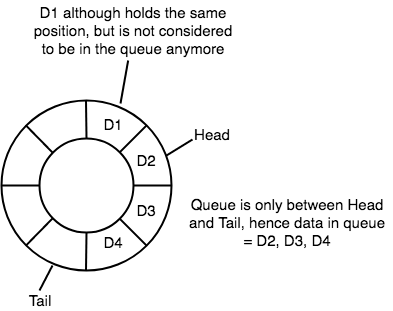 D1 although holds the same
position, but is not considered
to be in the queue anymore
D1
Head
D2
D3
Queue is only between Head
and Tail, hence data in queue
= D2, D3, D4
D4
Tail